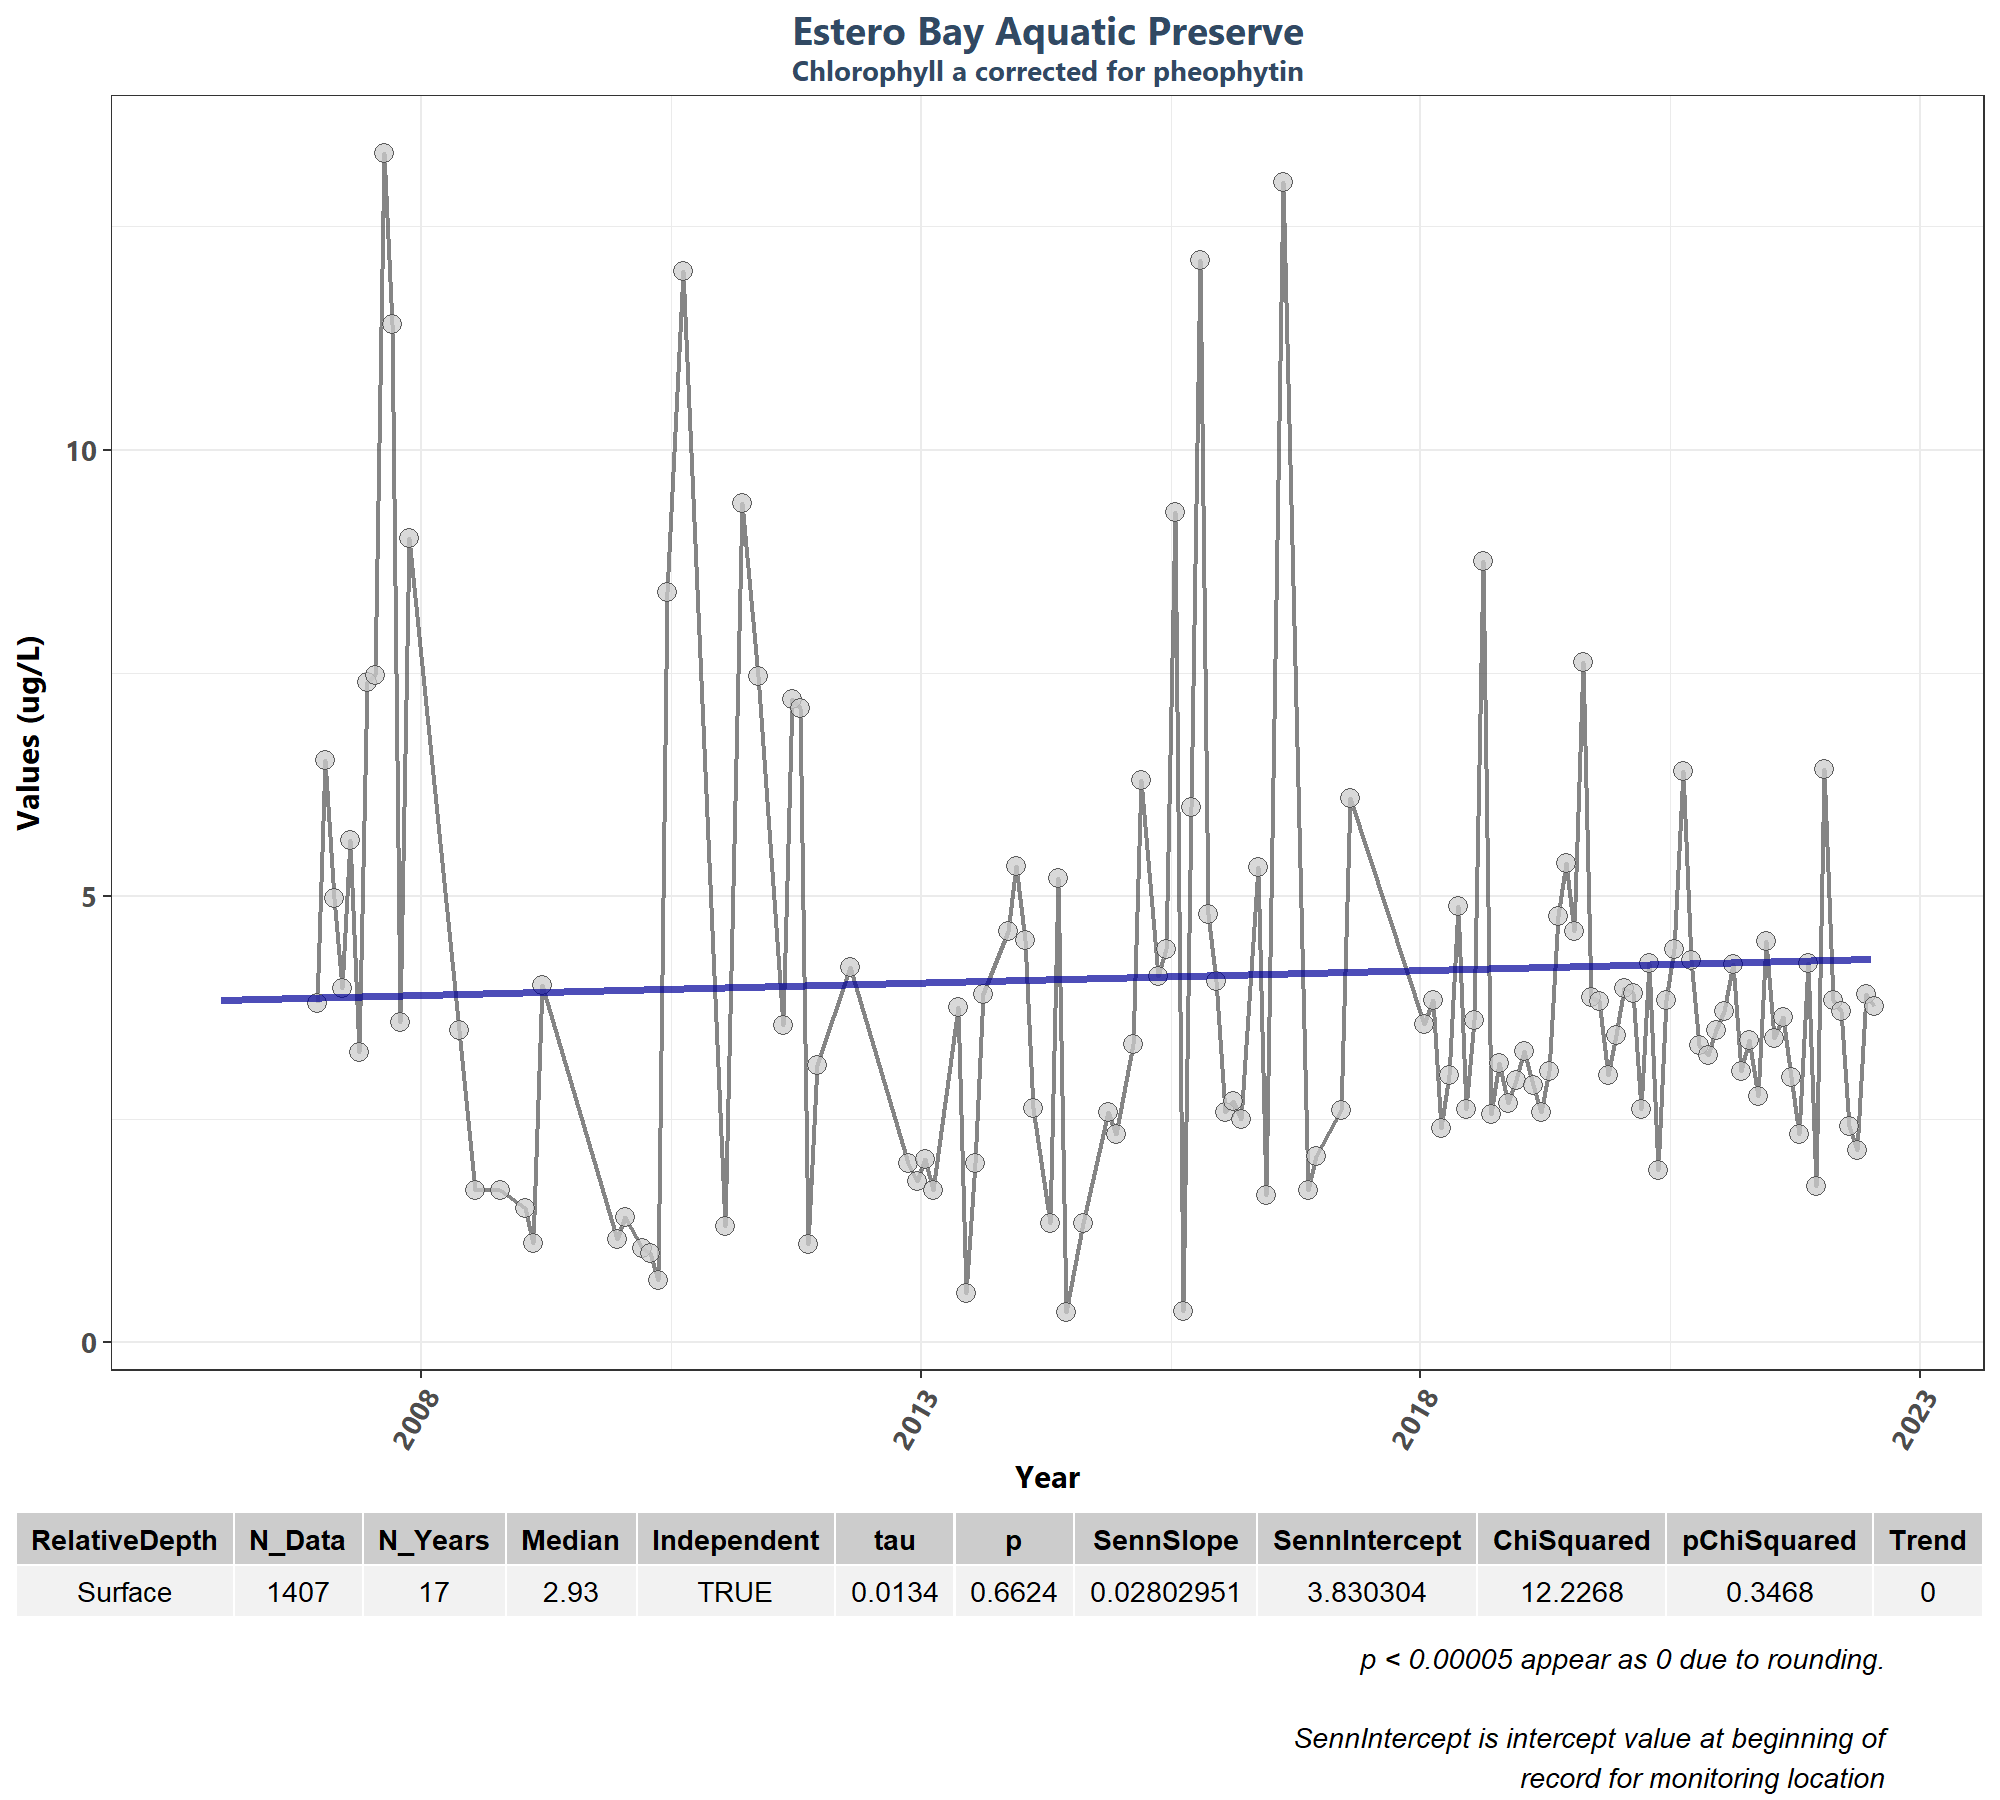 Estero Bay Aquatic Preserve
Chlorophyll a corrected for pheophytin
Values (ug/L)
10
5
0
2008 2013 2018 2023
Year
RelativeDepth N_Data N_Years Median Independent tau p SennSlope SennIntercept ChiSquared pChiSquared Trend
Surface 1407 17 2.93 TRUE 0.0134 0.6624 0.02802951 3.830304 12.2268 0.3468 0
p < 0.00005 appear as 0 due to rounding.
SennIntercept is intercept value at beginning of
record for monitoring location